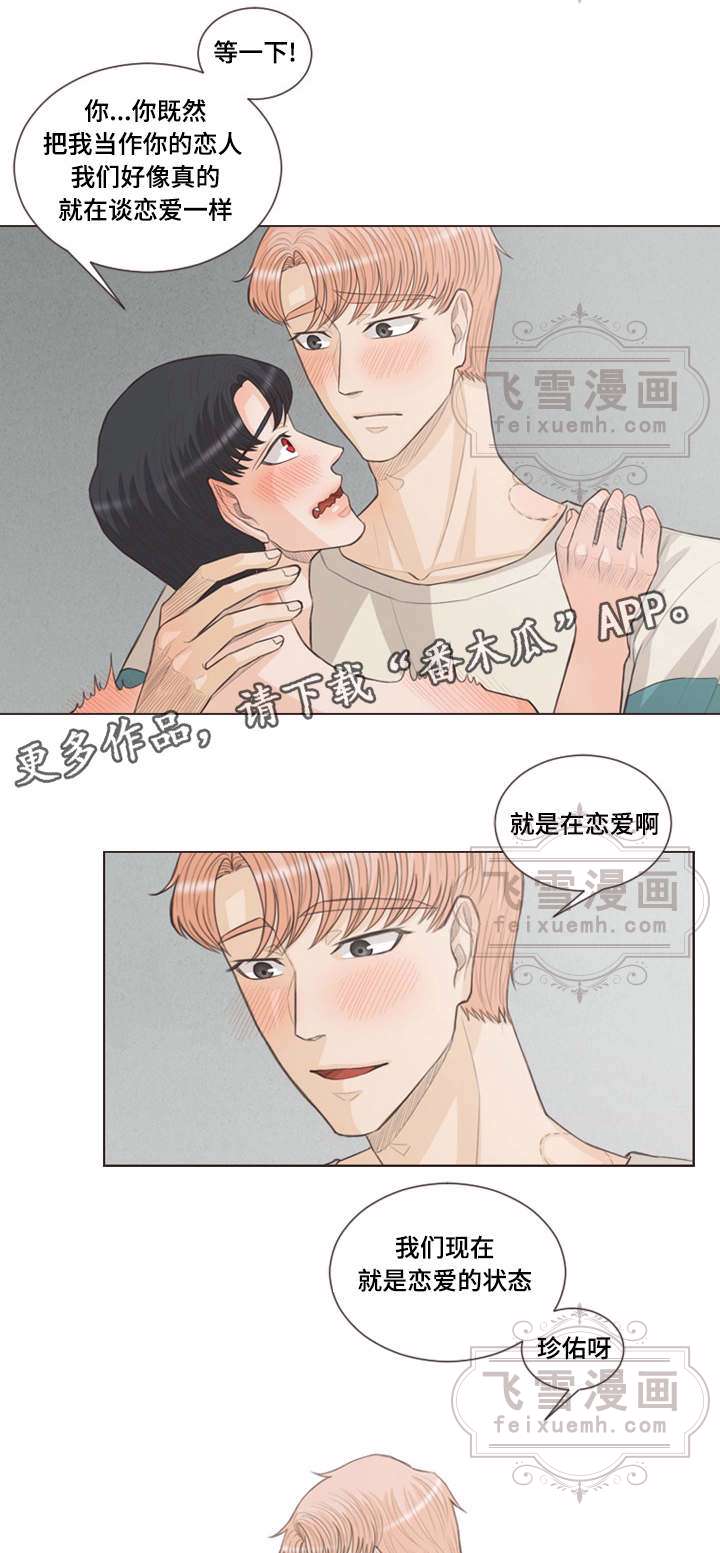 等一下!
你...你既然
把我当作你的恋人
我们好像真的
就在谈恋爱一样
飞雪漫画
feixuemh.com
更多作品，请下载“番木瓜”APP。
就是在恋爱啊
飞雪漫画
feixuemh.com
我们现在
就是恋爱的状态
珍佑呀
飞雪漫画
feixuemh.com